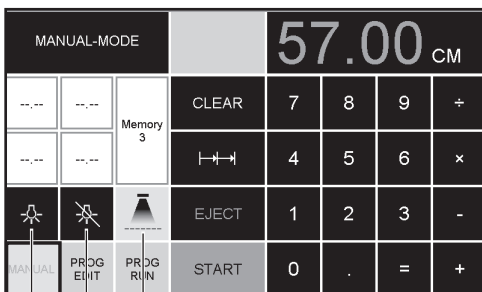 MANUAL-MODE
57.00 CM
--.-- --.-- Memory 3 CLEAR 7 8 9 ÷
--.-- --.-- 4 5 6 ×
EJECT 1 2 3 -
MANUAL PROG EDIT PROG RUN START 0 . = +